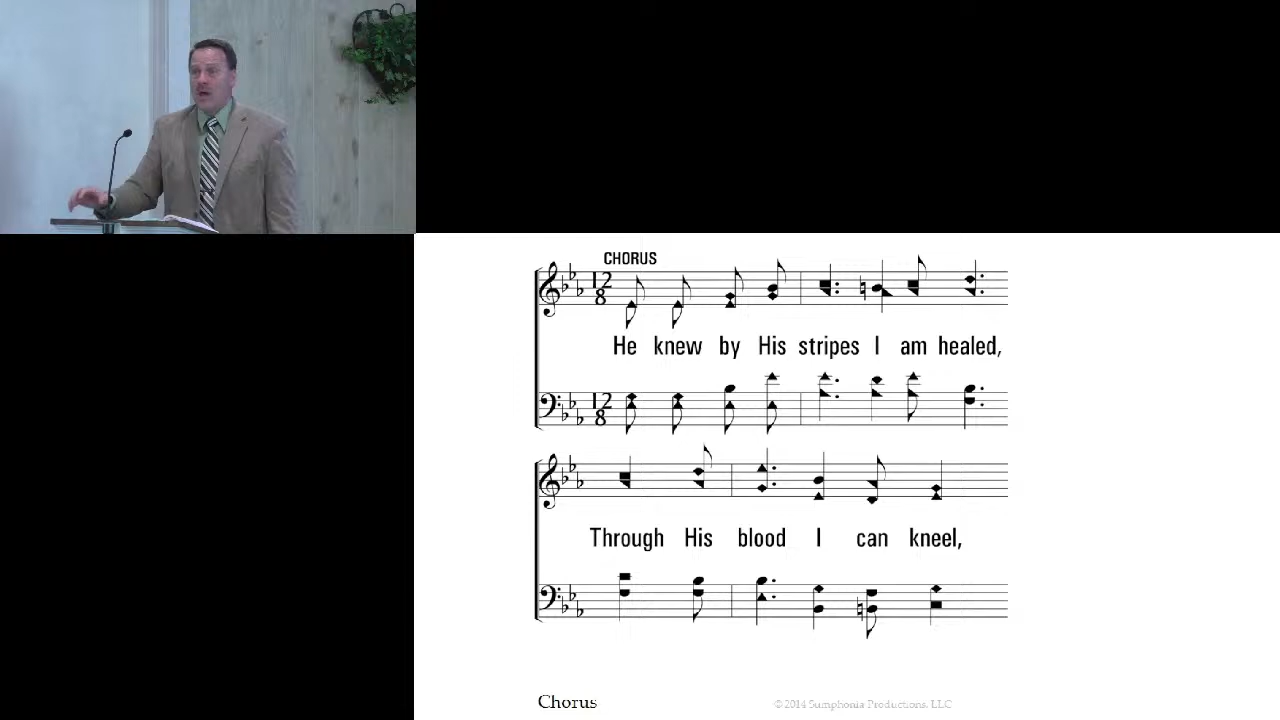 CHORUS
12
8
He knew by His stripes I am healed,
12
8
Through His blood I can kneel,
Chorus
©2014 Sumphonia Productions, LLC